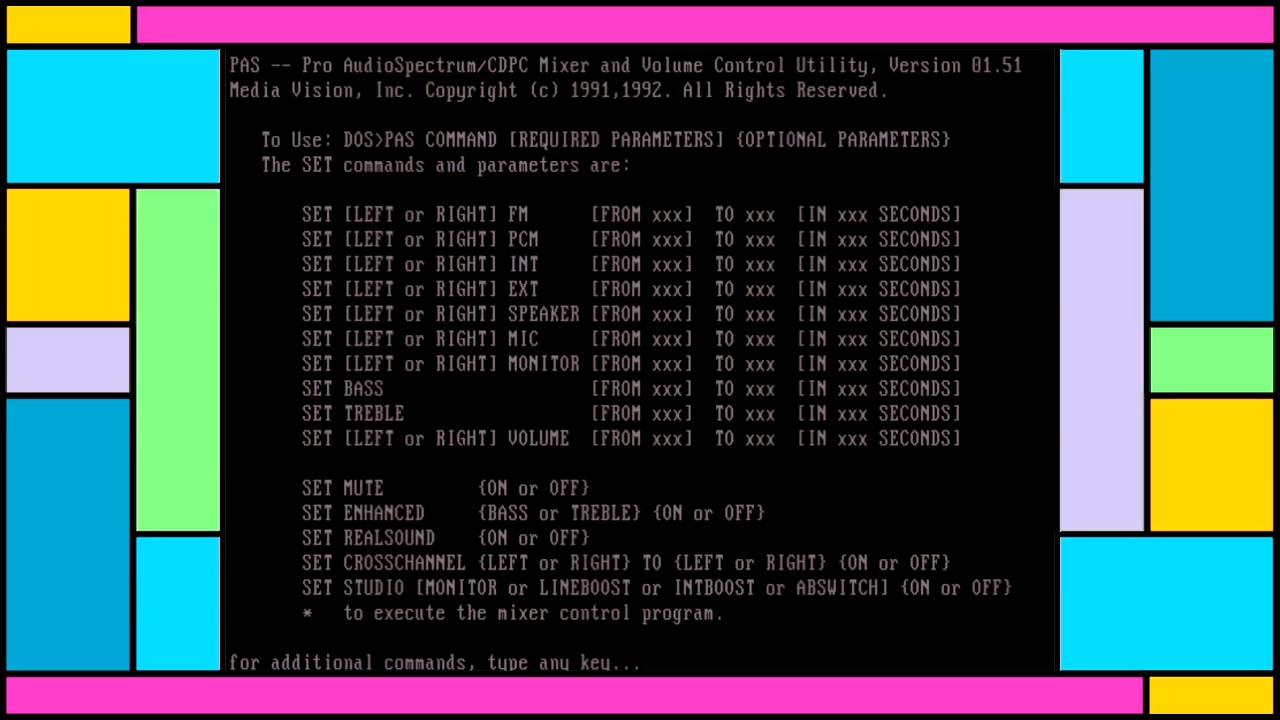 PAS -- Pro AudioSpectrum/CDPC Mixer and Volume Control Utility, Version 01.51
Media Vision, Inc. Copyright (c) 1991,1992. All Rights Reserved.
To Use: DOS>PAS COMMAND [REQUIRED PARAMETERS] {OPTIONAL PARAMETERS}
The SET commands and parameters are:
SET [LEFT or RIGHT] FM [FROM xxx] TO xxx [IN xxx SECONDS]
SET [LEFT or RIGHT] PCM [FROM xxx] TO xxx [IN xxx SECONDS]
SET [LEFT or RIGHT] INT [FROM xxx] TO xxx [IN xxx SECONDS]
SET [LEFT or RIGHT] EXT [FROM xxx] TO xxx [IN xxx SECONDS]
SET [LEFT or RIGHT] SPEAKER [FROM xxx] TO xxx [IN xxx SECONDS]
SET [LEFT or RIGHT] MIC [FROM xxx] TO xxx [IN xxx SECONDS]
SET [LEFT or RIGHT] MONITOR [FROM xxx] TO xxx [IN xxx SECONDS]
SET BASS [FROM xxx] TO xxx [IN xxx SECONDS]
SET TREBLE [FROM xxx] TO xxx [IN xxx SECONDS]
SET [LEFT or RIGHT] VOLUME [FROM xxx] TO xxx [IN xxx SECONDS]
SET MUTE {ON or OFF}
SET ENHANCED {BASS or TREBLE} {ON or OFF}
SET REALSOUND {ON or OFF}
SET CROSSCHANNEL {LEFT or RIGHT} TO {LEFT or RIGHT} {ON or OFF}
SET STUDIO [MONITOR or LINEBOOST or INTBOOST or ABSWITCH] {ON or OFF}
* to execute the mixer control program.
for additional commands, type any key...